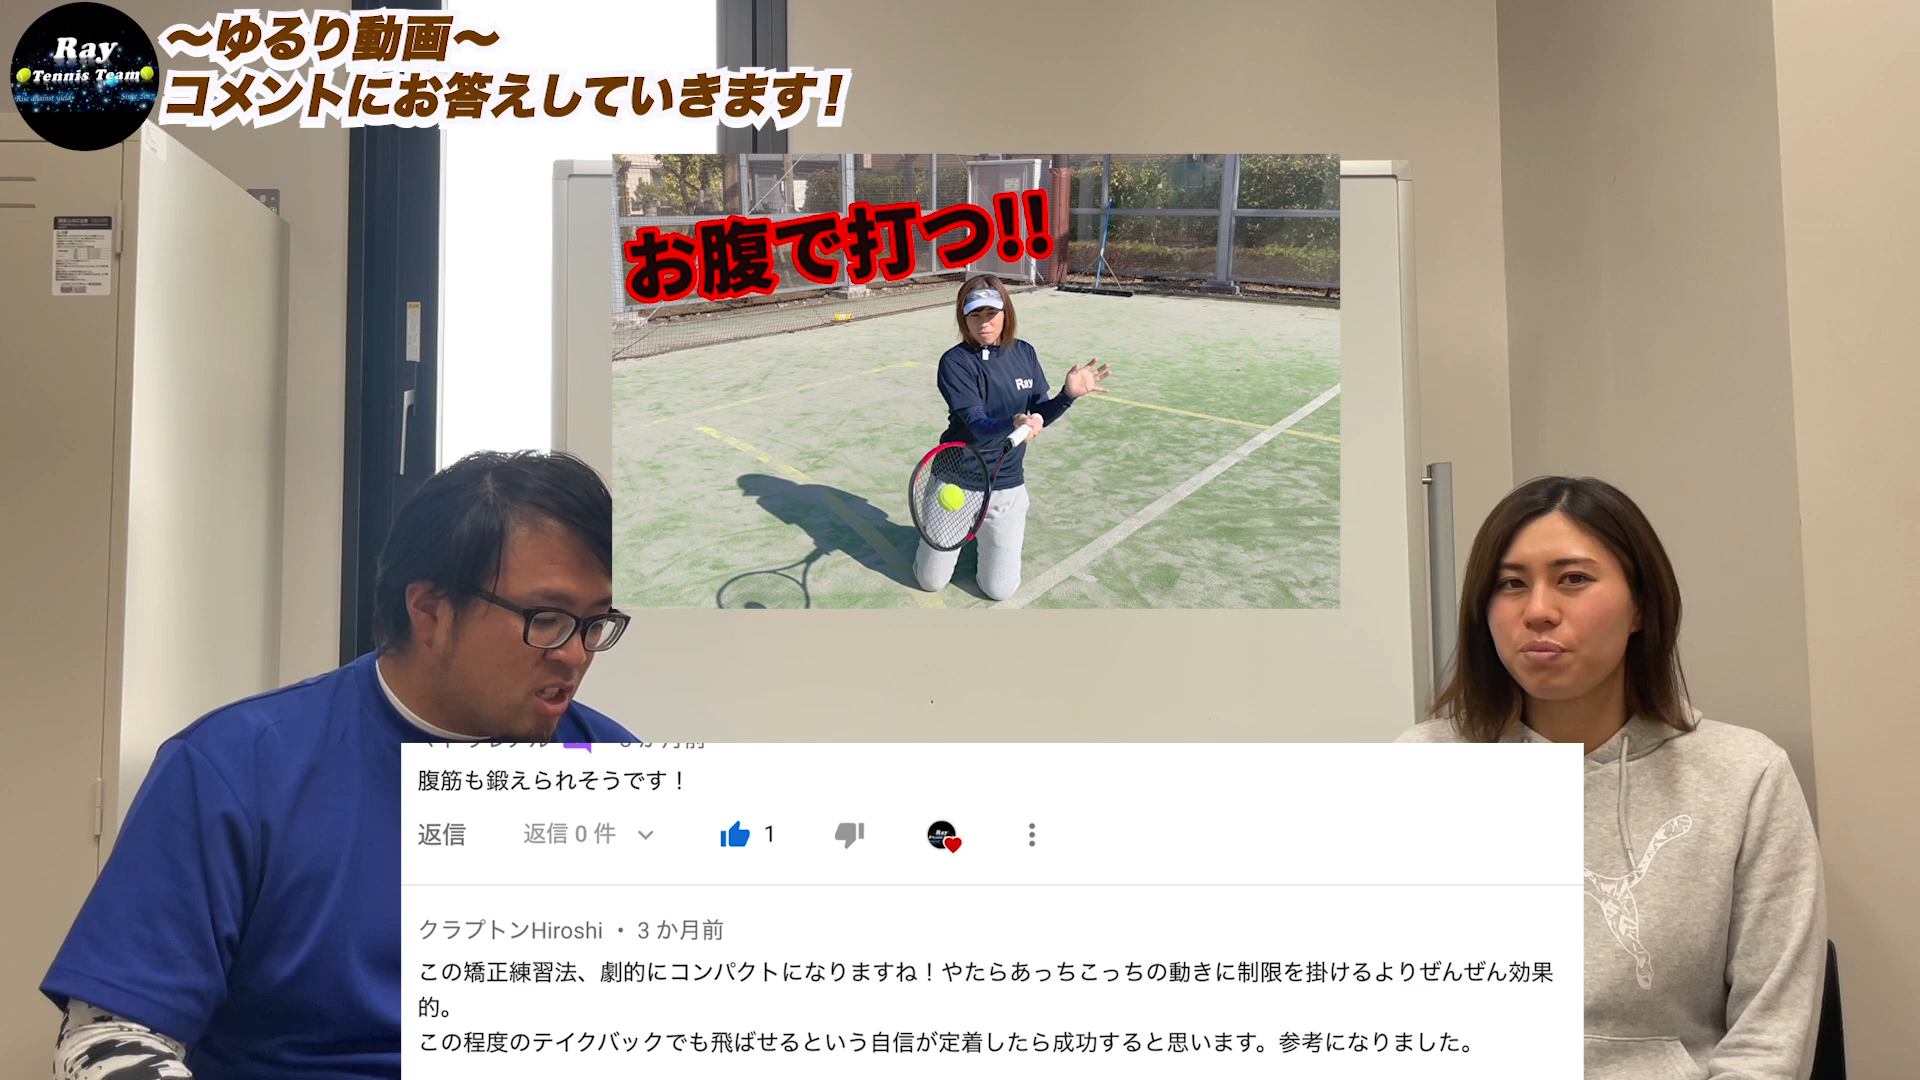 Ray
Tennis Team
Rise against yield
Since 2017
〜ゆるり動画〜
コメントにお答えしていきます！
お腹で打つ!!
Ray
か月前
腹筋も鍛えられそうです！
返信
返信 0 件
1
クラプトンHiroshi ・ 3 か月前
この矯正練習法、劇的にコンパクトになりますね！やたらあっちこっちの動きに制限を掛けるよりぜんぜん効果
的。
この程度のテイクバックでも飛ばせるという自信が定着したら成功すると思います。参考になりました。